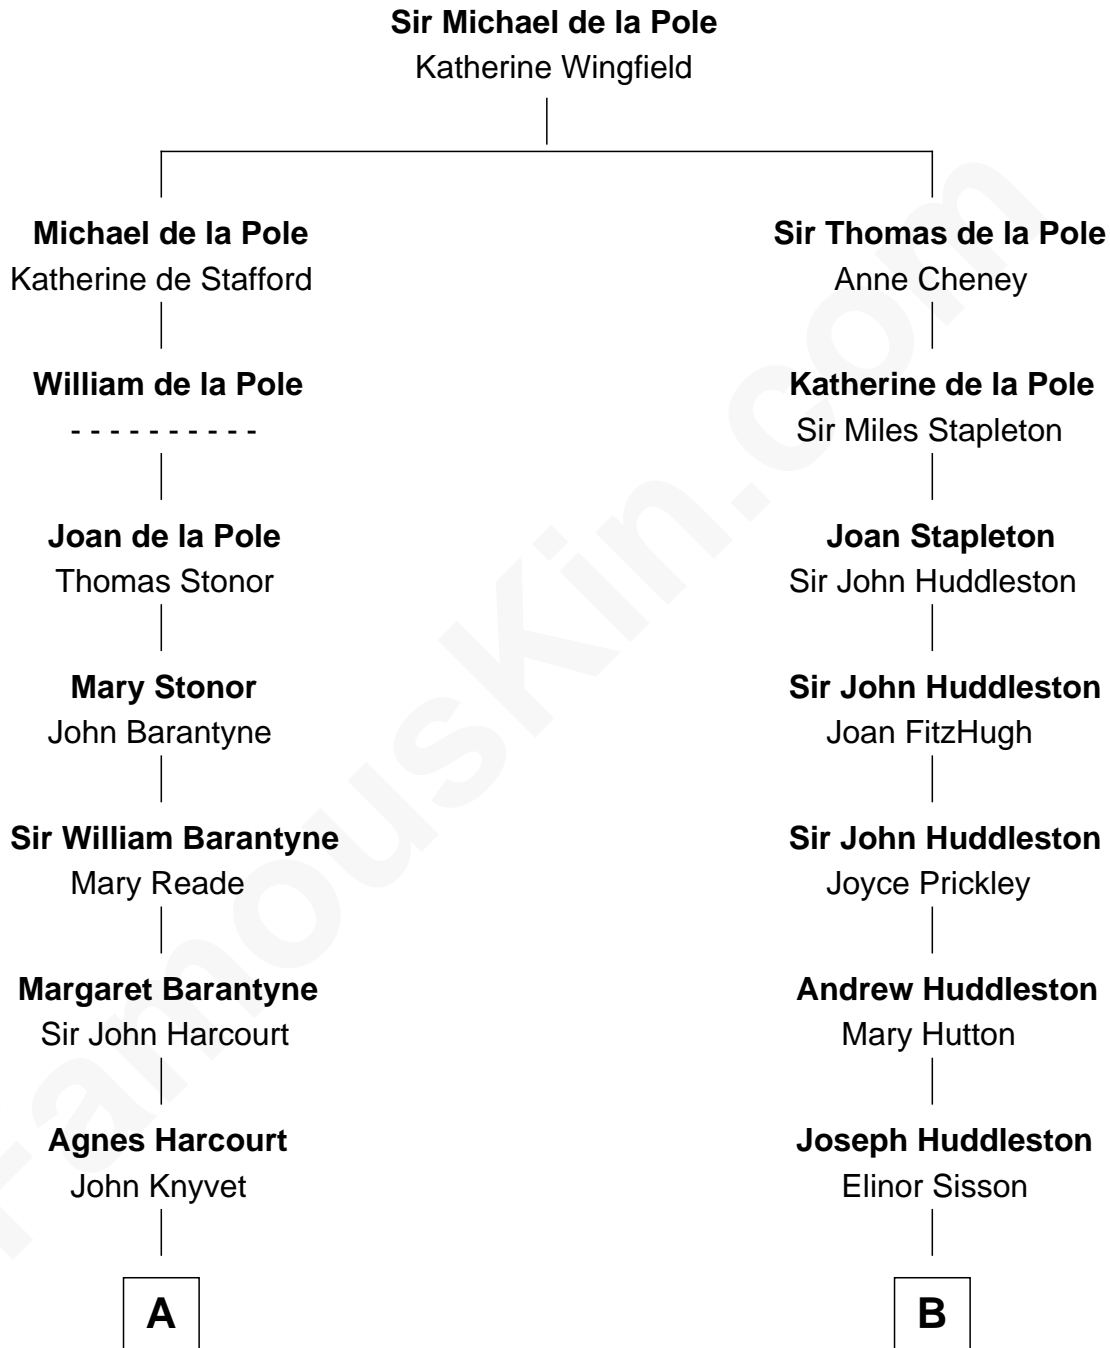 Sir Michael de la Pole
Katherine Wingfield
Michael de la Pole
Katherine de Stafford
William de la Pole
- - - - - - - - - -
Joan de la Pole
Thomas Stonor
Mary Stonor
John Barantyne
Sir William Barantyne
Mary Reade
Margaret Barantyne
Sir John Harcourt
Agnes Harcourt
John Knyvet
A
Sir Thomas de la Pole
Anne Cheney
Katherine de la Pole
Sir Miles Stapleton
Joan Stapleton
Sir John Huddleston
Sir John Huddleston
Joan FitzHugh
Sir John Huddleston
Joyce Prickley
Andrew Huddleston
Mary Hutton
Joseph Huddleston
Elinor Sisson
B
FamousKin.com